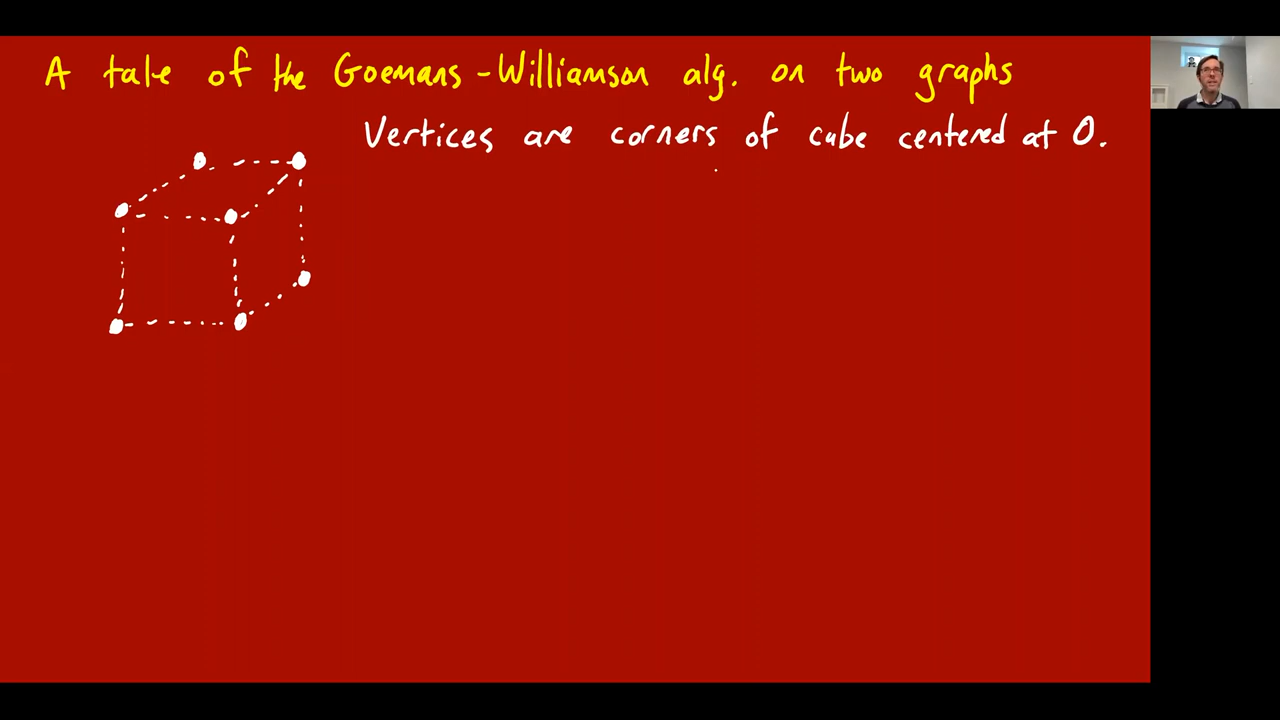 A tale of the Goemans-Williamson alg. on two graphs
Vertices are corners of cube centered at 0.